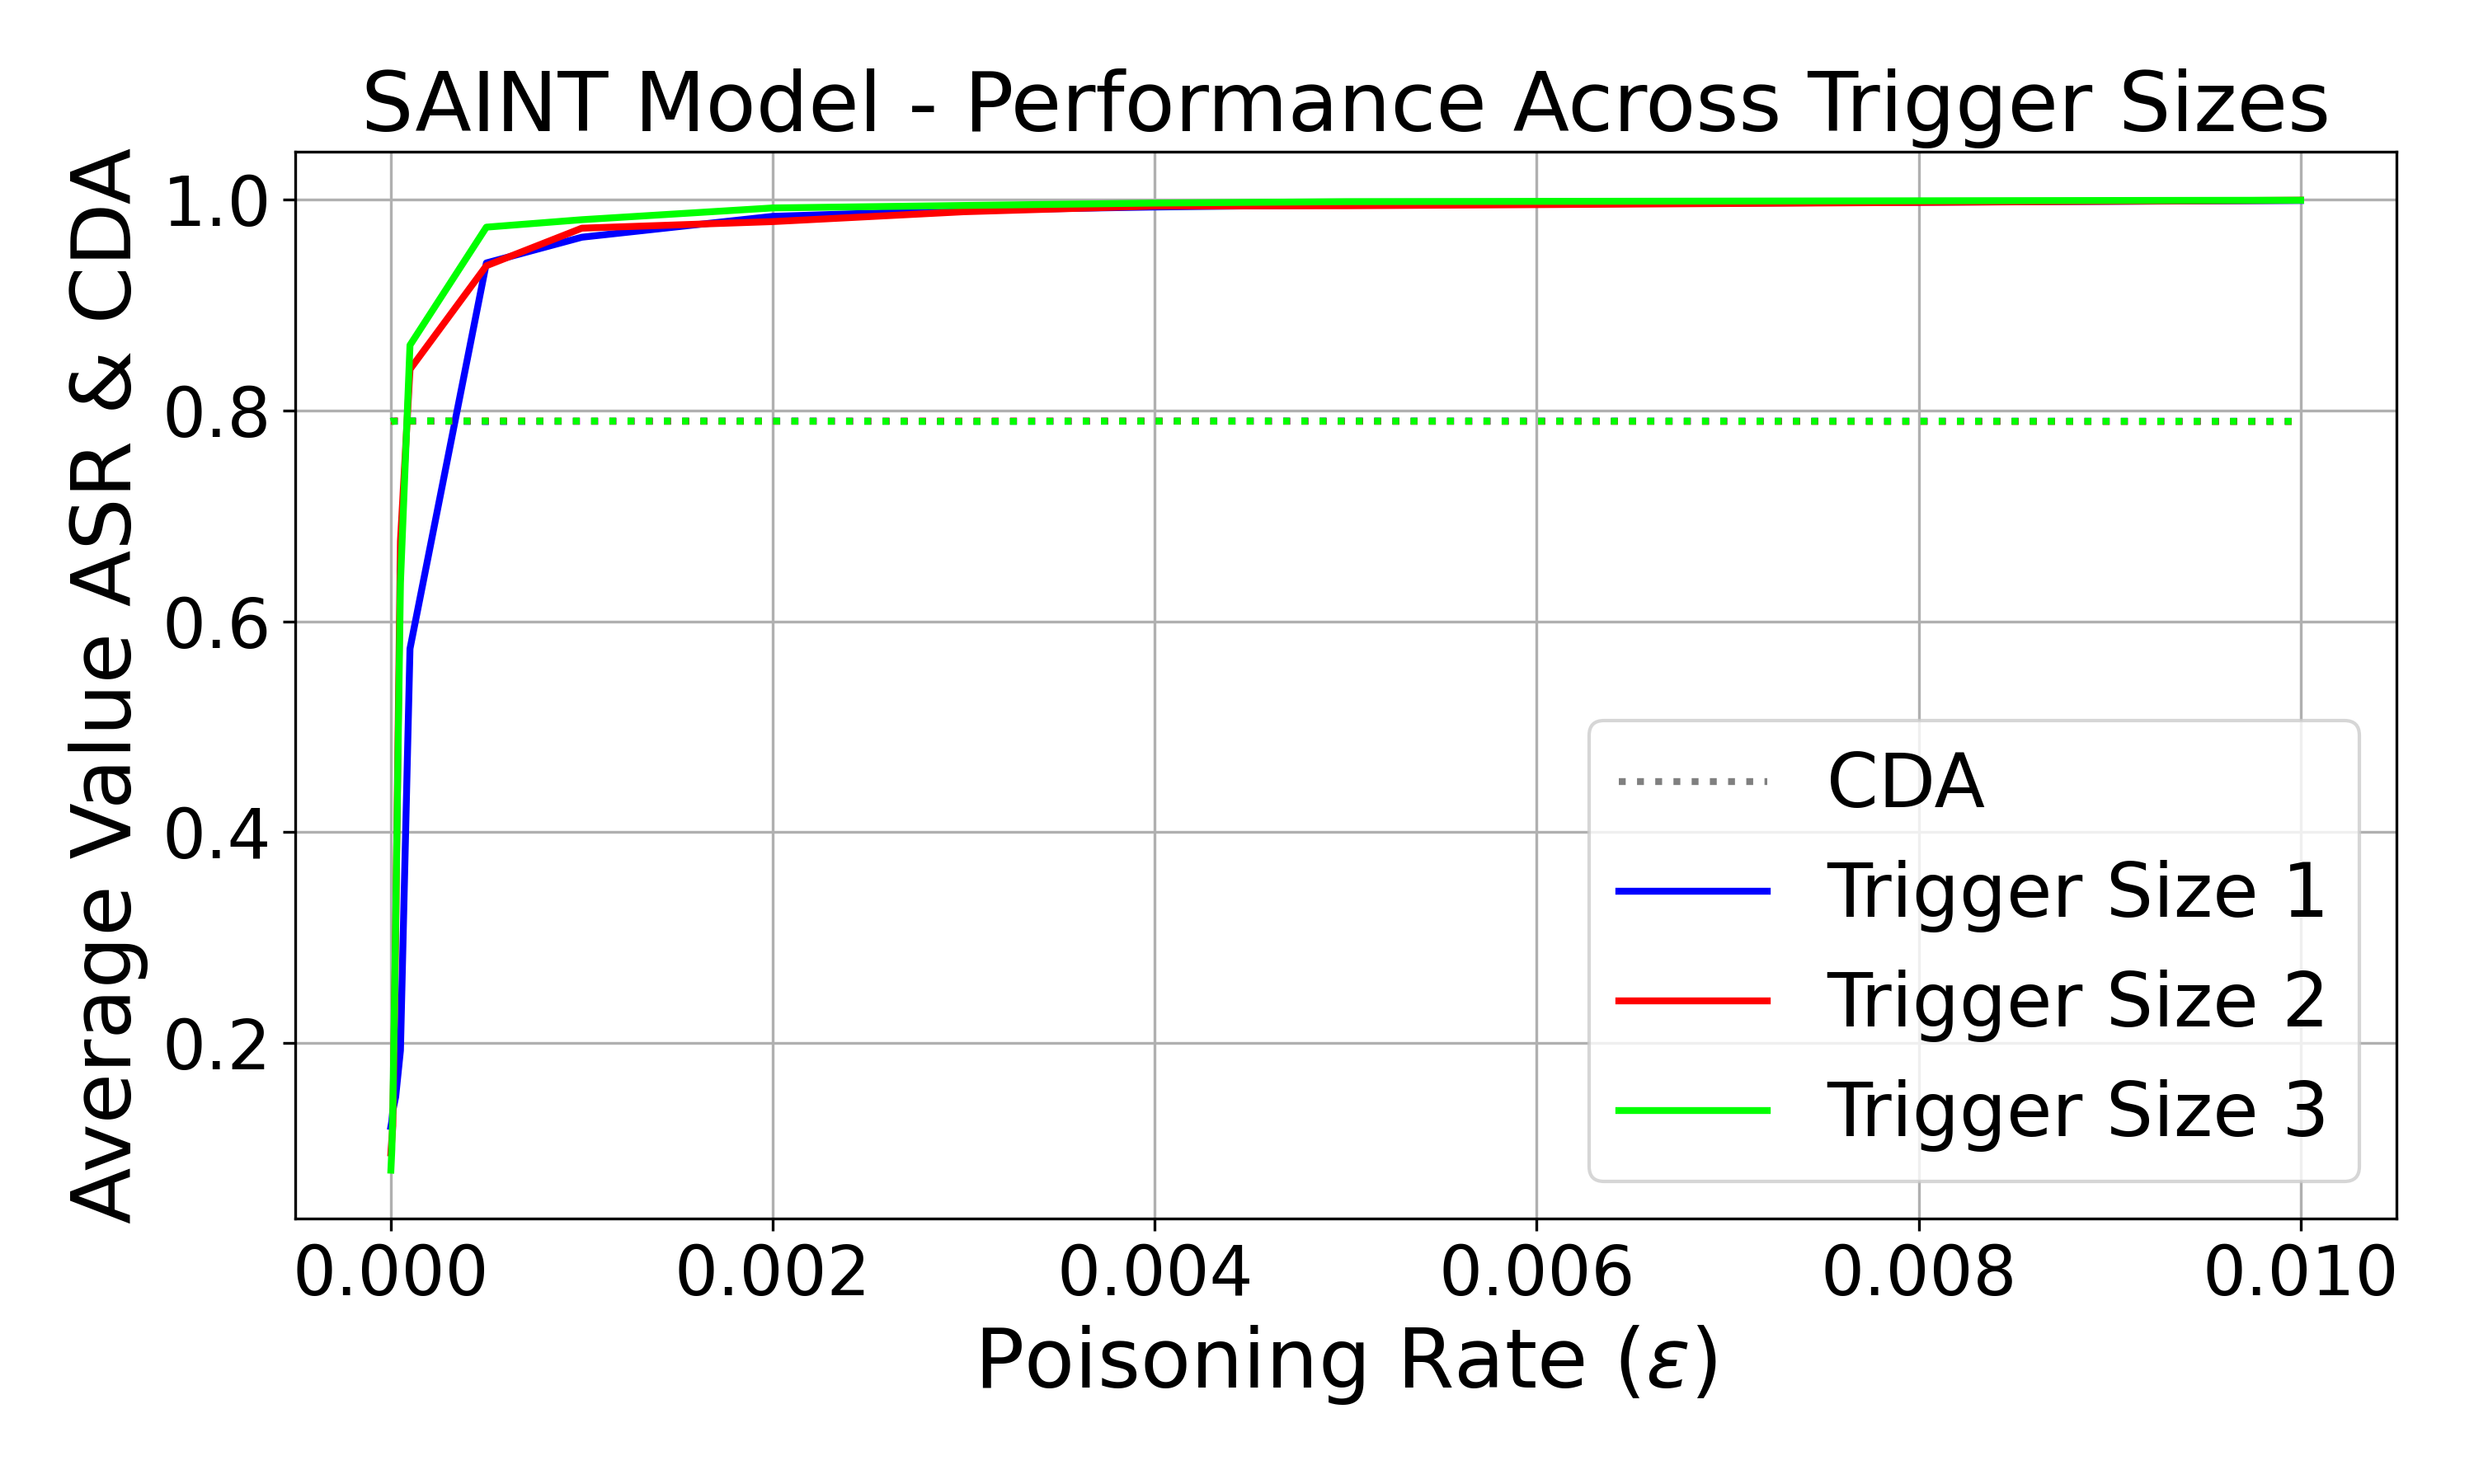 SAINT Model - Performance Across Trigger Sizes
Average Value ASR & CDA
1.0
0.8
0.6
0.4
0.2
CDA
Trigger Size 1
Trigger Size 2
Trigger Size 3
0.000 0.002 0.004 0.006 0.008 0.010
Poisoning Rate (ε)